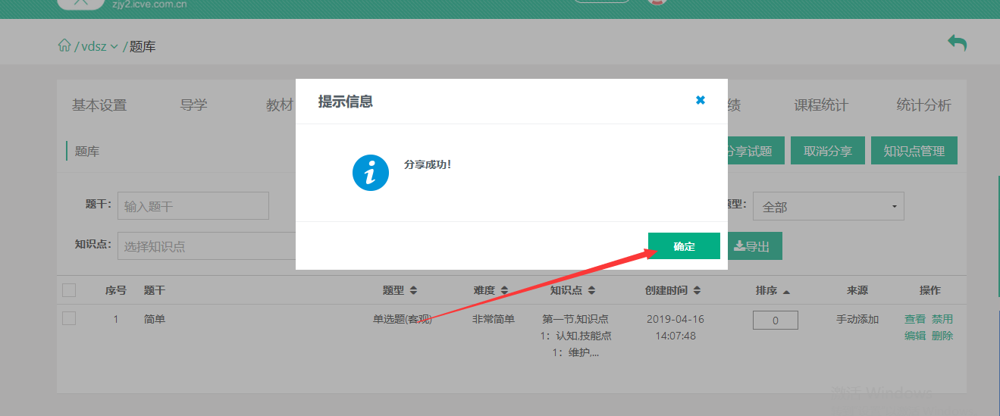 zjy2.icve.com.cn
/ vdsz / 题库
提示信息
基本设置 导学 教材 绩 课程统计 统计分析
题库 分享试题 取消分享 知识点管理
分享成功!
题干: 输入题干 题型: 全部
知识点: 选择知识点 导出
确定
序号 题干 题型 难度 知识点 创建时间 排序 来源 操作
1 简单 单选题(客观) 非常简单 第一节,知识点 2019-04-16 0 手动添加 查看 禁用
1：认知,技能点 14:07:48 编辑 删除
1：维护,...
激活 Windows